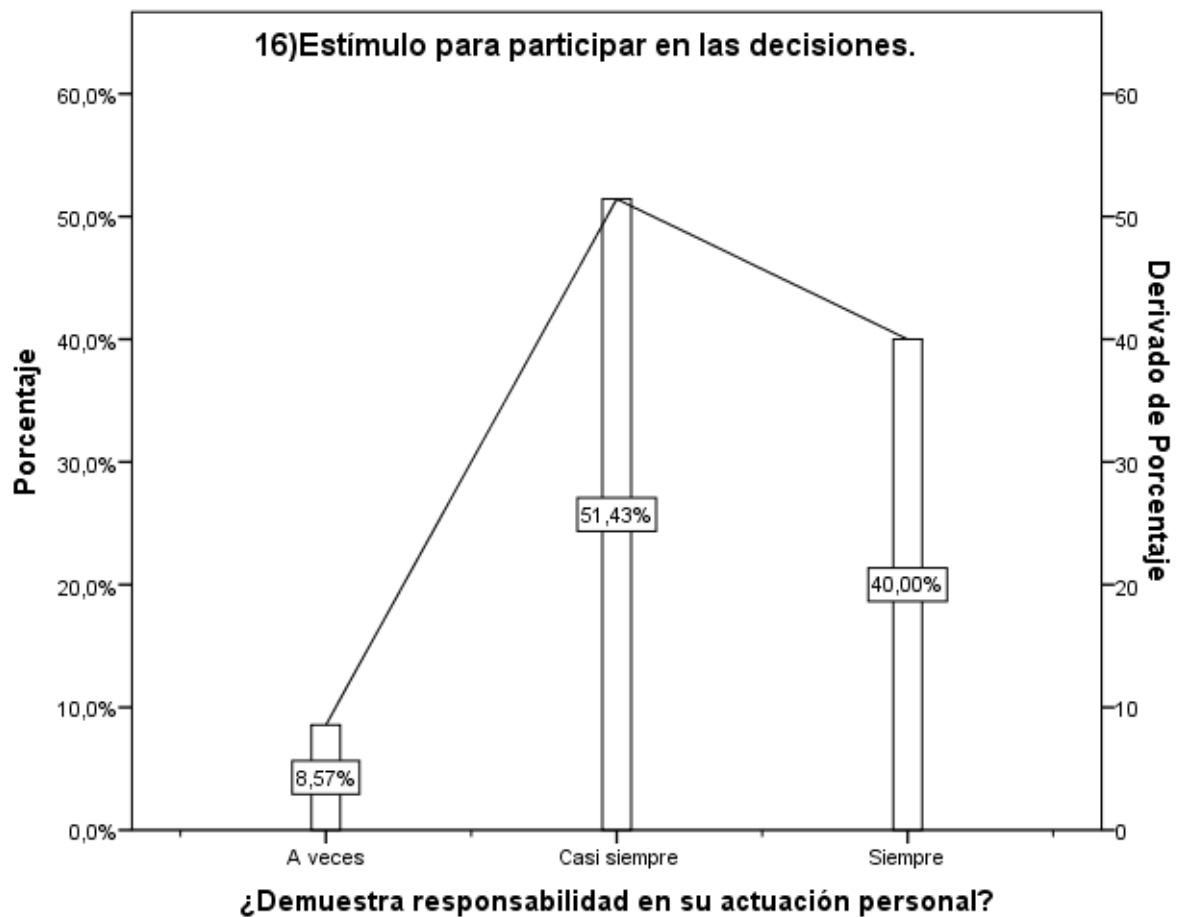 16)Estímulo para participar en las decisiones.
60,0%
50,0%
40,0%
30,0%
20,0%
10,0%
0,0%
Porcentaje
60
50
40
30
20
10
0
Derivado de Porcentaje
8,57%
51,43%
40,00%
A veces
Casi siempre
Siempre
¿Demuestra responsabilidad en su actuación personal?